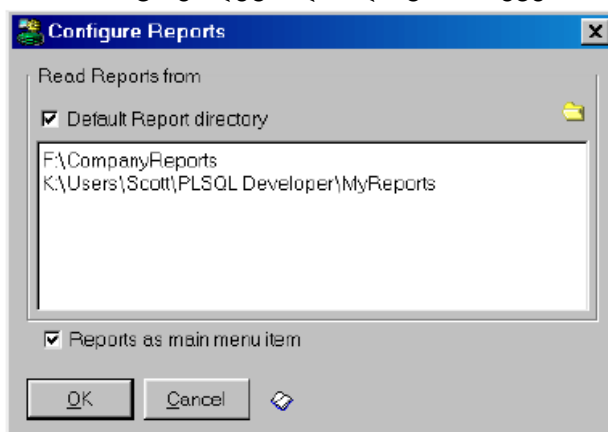 Configure Reports
Read Reports from
Default Report directory
F:\CompanyReports
K:\Users\Scott\PLSQL Developer\MyReports
Reports as main menu item
OK
Cancel